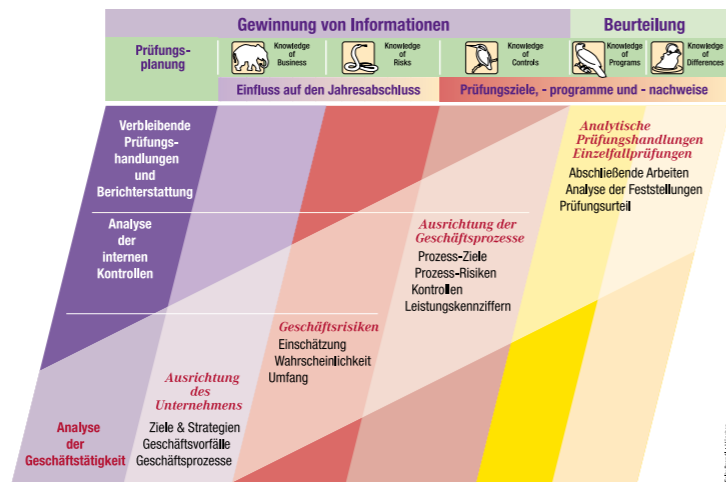 Gewinnung von Informationen
Beurteilung
Prüfungs-
planung
Knowledge
of
Business
Knowledge
of
Risks
Knowledge
of
Controls
Knowledge
of
Programs
Knowledge
of
Differences
Einfluss auf den Jahresabschluss
Prüfungsziele, - programme und - nachweise
Verbleibende
Prüfungs-
handlungen
und
Berichterstattung
Analytische
Prüfungshandlungen
Einzelfallprüfungen
Abschließende Arbeiten
Analyse der Feststellungen
Prüfungsurteil
Analyse
der
internen
Kontrollen
Ausrichtung der
Geschäftsprozesse
Prozess-Ziele
Prozess-Risiken
Kontrollen
Leistungskennziffern
Geschäftsrisiken
Einschätzung
Wahrscheinlichkeit
Umfang
Ausrichtung
des
Unternehmens
Ziele & Strategien
Geschäftsvorfälle
Geschäftsprozesse
Analyse
der
Geschäftstätigkeit